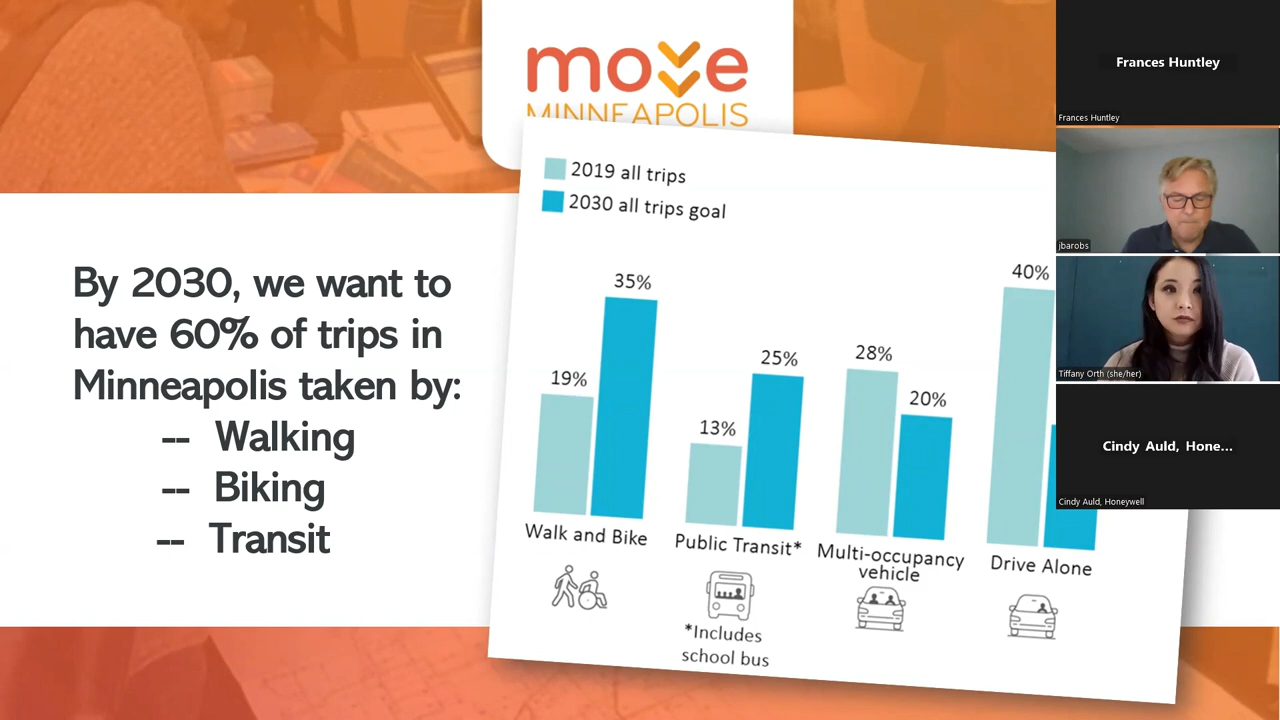 move
MINNEAPOLIS
2019 all trips
2030 all trips goal
By 2030, we want to
have 60% of trips in
Minneapolis taken by:
-- Walking
-- Biking
-- Transit
19%
35%
13%
25%
28%
20%
40%
Walk and Bike
Public Transit*
Multi-occupancy
vehicle
Drive Alone
*Includes
school bus
Frances Huntley
Frances Huntley
jbarobs
Tiffany Orth (she/her)
Cindy Auld, Hone...
Cindy Auld, Honeywell